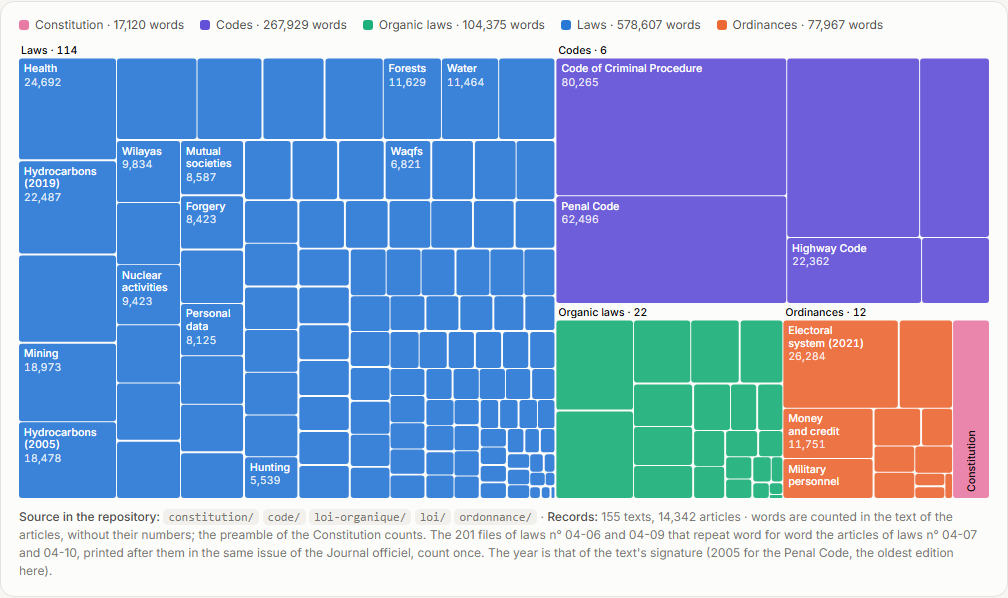 Constitution · 17,120 words
Codes · 267,929 words
Organic laws · 104,375 words
Laws · 578,607 words
Ordinances · 77,967 words
Laws · 114
Health
24,692
Forests
11,629
Water
11,464
Wilayas
9,834
Mutual
societies
8,587
Waqfs
6,821
Hydrocarbons
(2019)
22,487
Forgery
8,423
Nuclear
activities
9,423
Personal
data
8,125
Mining
18,973
Hydrocarbons
(2005)
18,478
Hunting
5,539
Codes · 6
Code of Criminal Procedure
80,265
Penal Code
62,496
Highway Code
22,362
Organic laws · 22
Ordinances · 12
Electoral
system (2021)
26,284
Money
and credit
11,751
Military
personnel
Constitution
Source in the repository: constitution/ code/ loi-organique/ loi/ ordonnance/ · Records: 155 texts, 14,342 articles · words are counted in the text of the
articles, without their numbers; the preamble of the Constitution counts. The 201 files of laws n° 04-06 and 04-09 that repeat word for word the articles of laws n° 04-07
and 04-10, printed after them in the same issue of the Journal officiel, count once. The year is that of the text's signature (2005 for the Penal Code, the oldest edition
here).